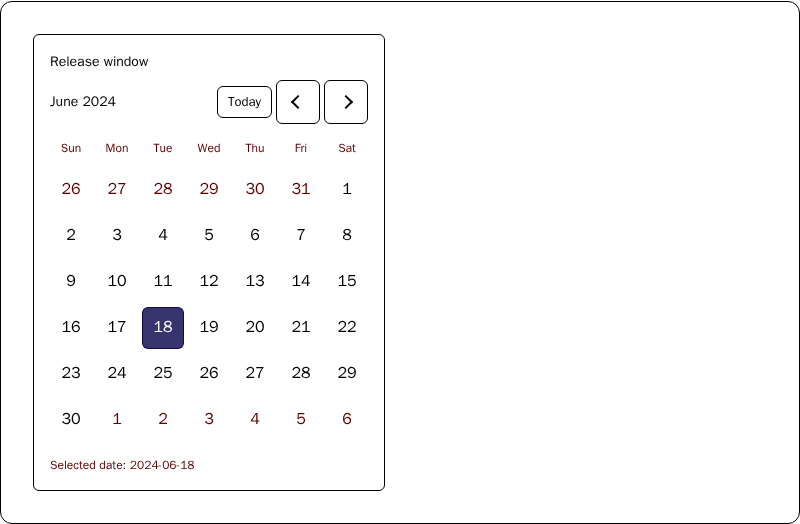 Release window
June 2024 Today
Sun Mon Tue Wed Thu Fri Sat
26 27 28 29 30 31 1
2 3 4 5 6 7 8
9 10 11 12 13 14 15
16 17 18 19 20 21 22
23 24 25 26 27 28 29
30 1 2 3 4 5 6
Selected date: 2024-06-18